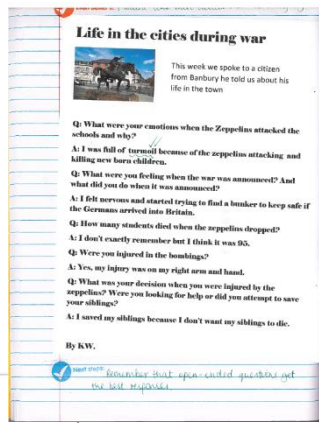 Life in the cities during war
This week we spoke to a citizen
from Banbury he told us about his
life in the town
Q: What were your emotions when the Zeppelins attacked the
schools and why?
A: I was full of turmoil because of the zeppelins attacking and
killing new born children.
Q: What were you feeling when the war was announced? And
what did you do when it was announced?
A: I felt nervous and started trying to find a bunker to keep safe if
the Germans arrived into Britain.
Q: How many students died when the zeppelins dropped?
A: I don't exactly remember but I think it was 95.
Q: Were you injured in the bombings?
A: Yes, my injury was on my right arm and hand.
Q: What was your decision when you were injured by the
zeppelins? Were you looking for help or did you attempt to save
your siblings?
A: I saved my siblings because I don't want my siblings to die.
By KW.
Next steps: Remember that open-ended questions get
the best responses.